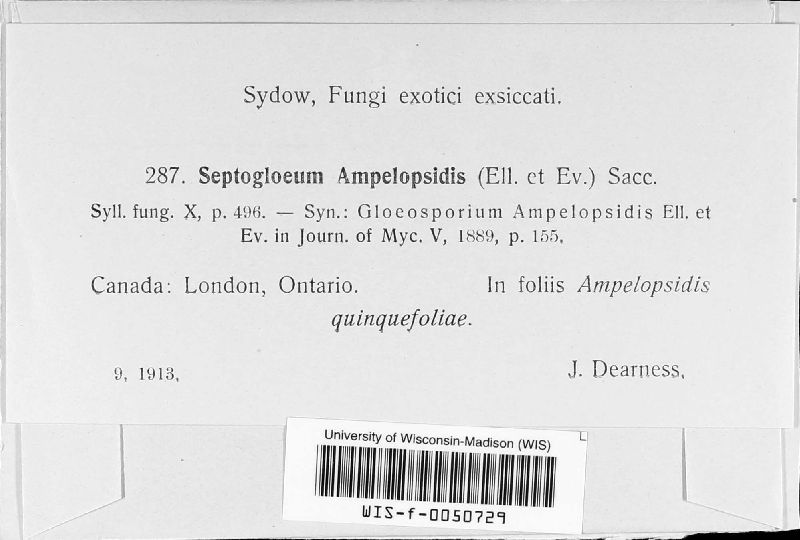 Sydow, Fungi exotici exsiccati.
287. Septogloeum Ampelopsidis (Ell. et Ev.) Sacc.
Syll. fung. X, p. 496. — Syn.: Gloeosporium Ampelopsidis Ell. et
Ev. in Journ. of Myc. V, 1889, p. 155.
Canada: London, Ontario. In foliis Ampelopsidis
quinquefoliae.
9, 1913, J. Dearness,
University of Wisconsin-Madison (WIS)
WIS-f-0050729